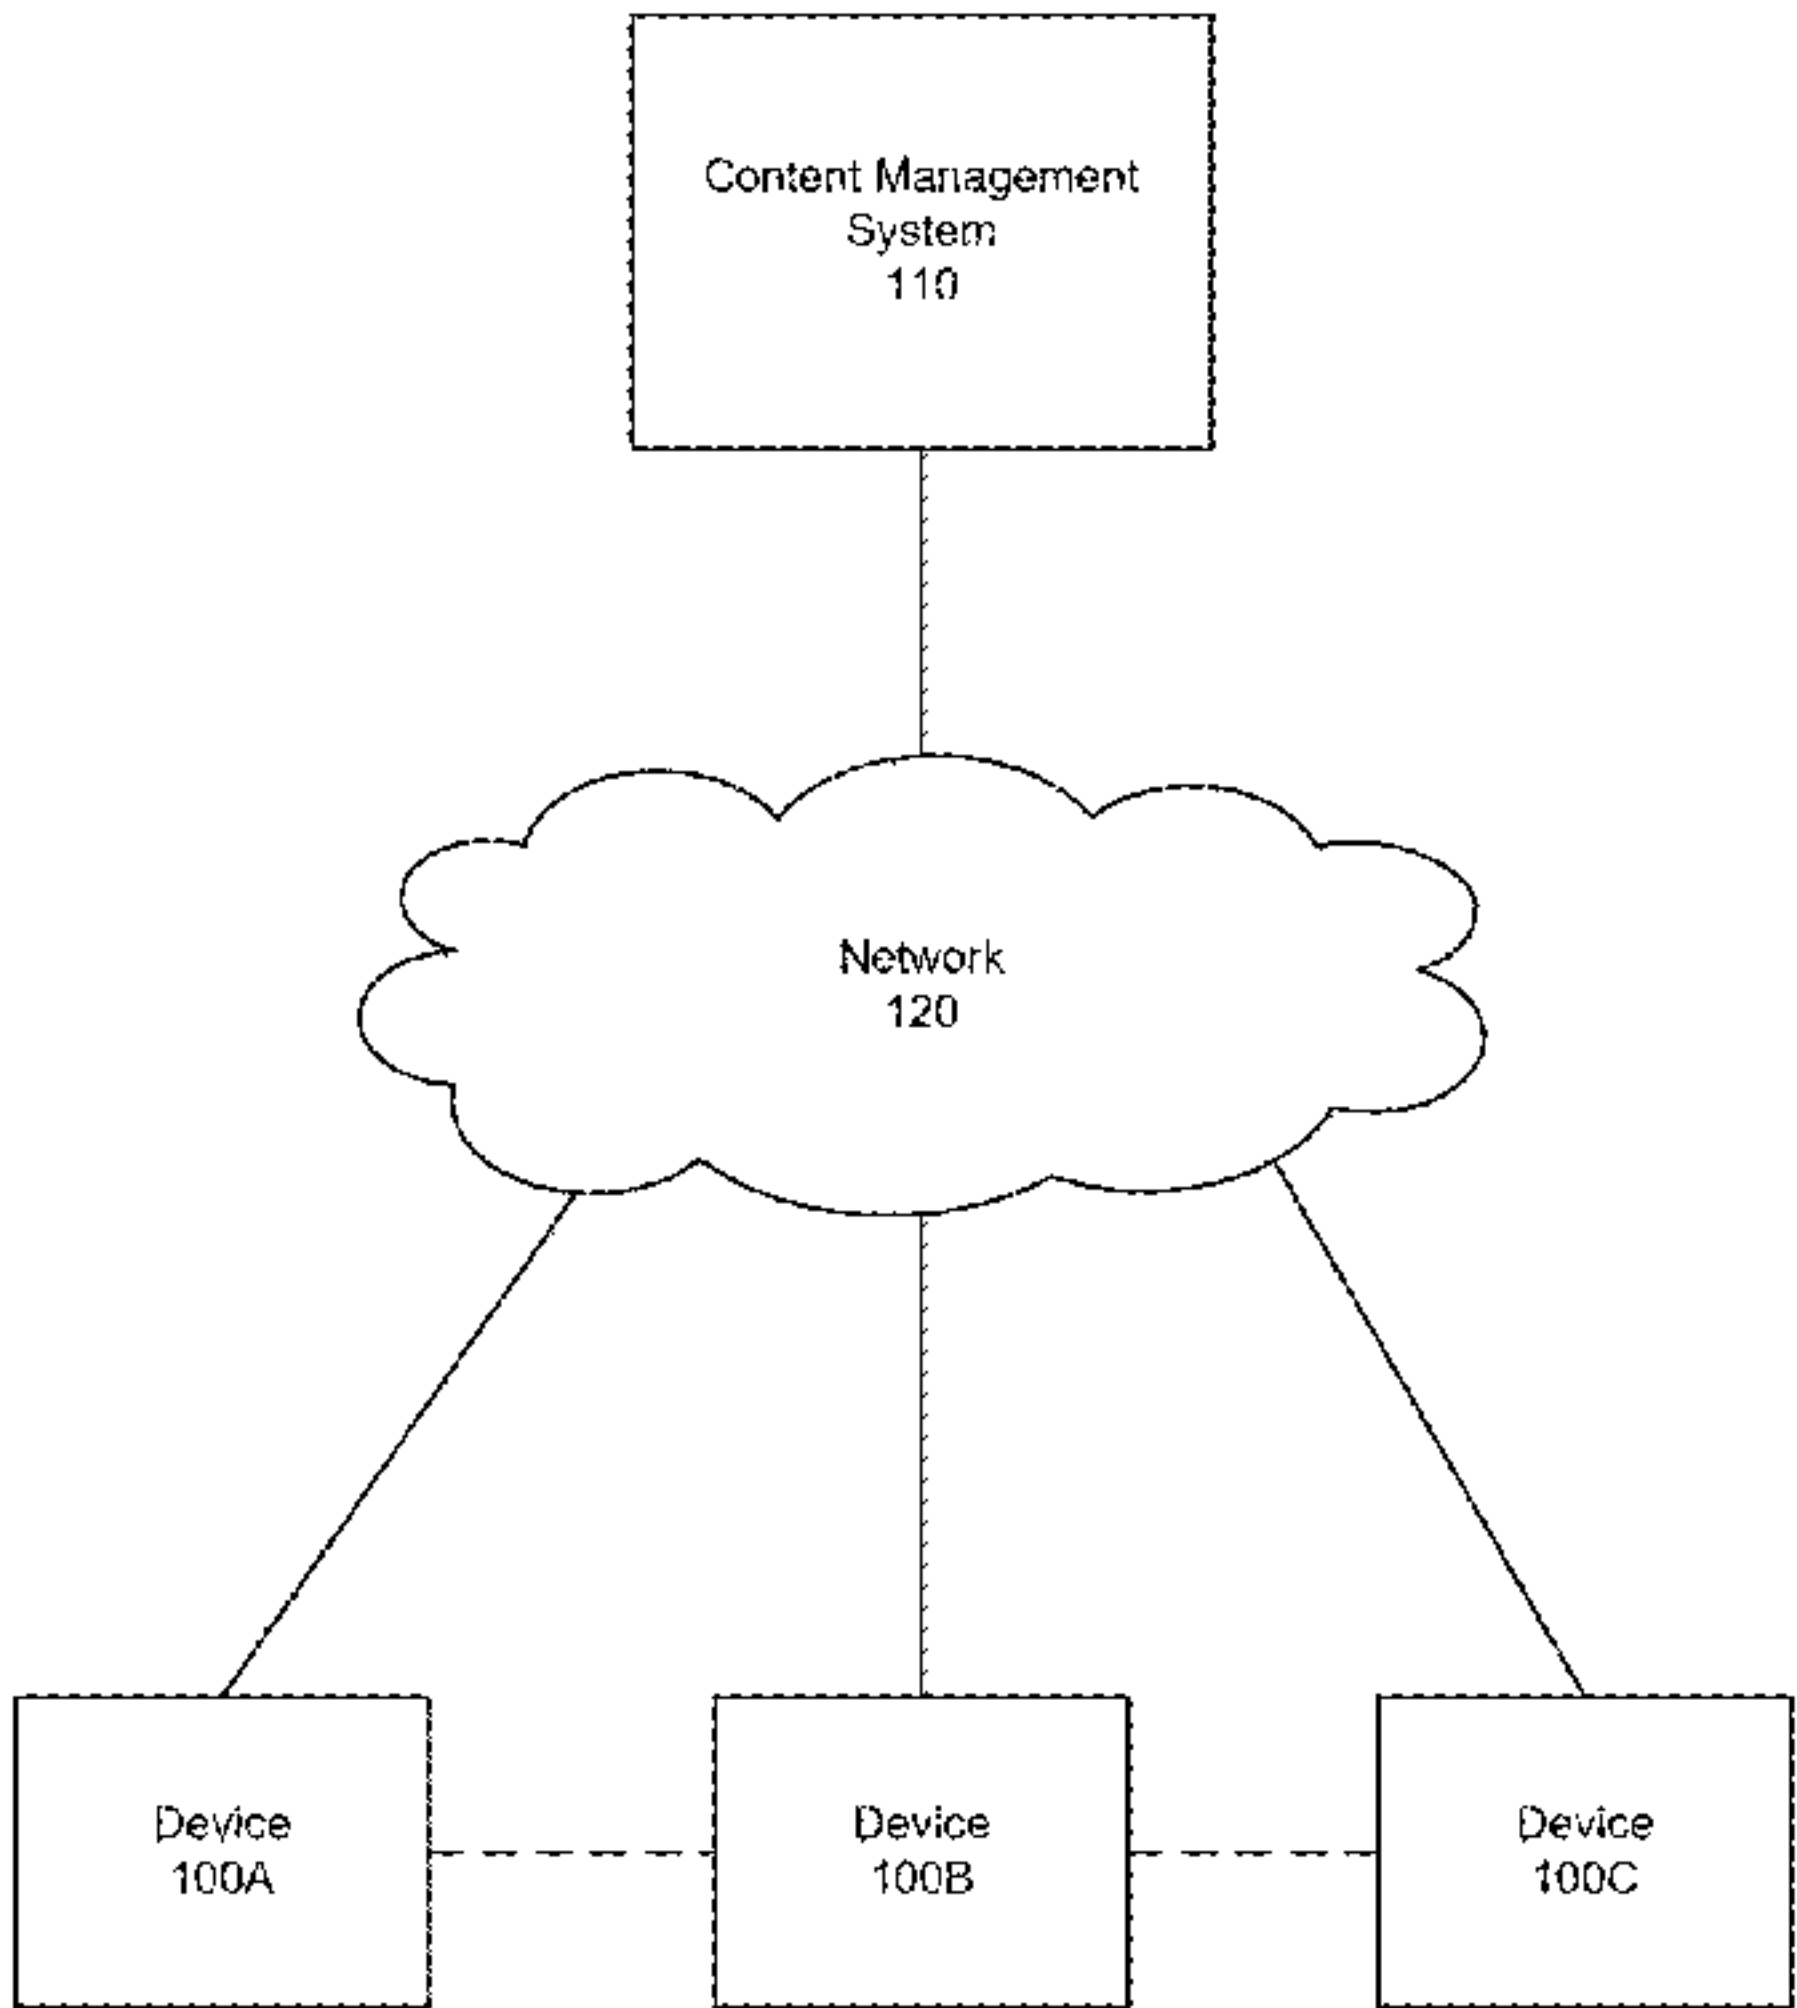 Content Management
System
110
Network
120
Device
100A
Device
100B
Device
100C